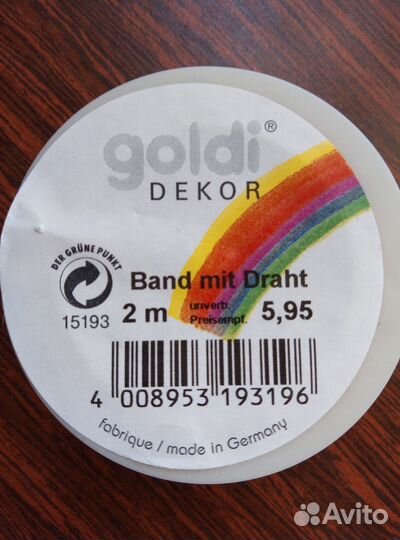 goldi®
DEKOR
DER GRÜNE PUNKT
Band mit Draht
15193 2 m unverb. Preisempf. 5,95
4 008953 193196
fabrique / made in Germany
Avito